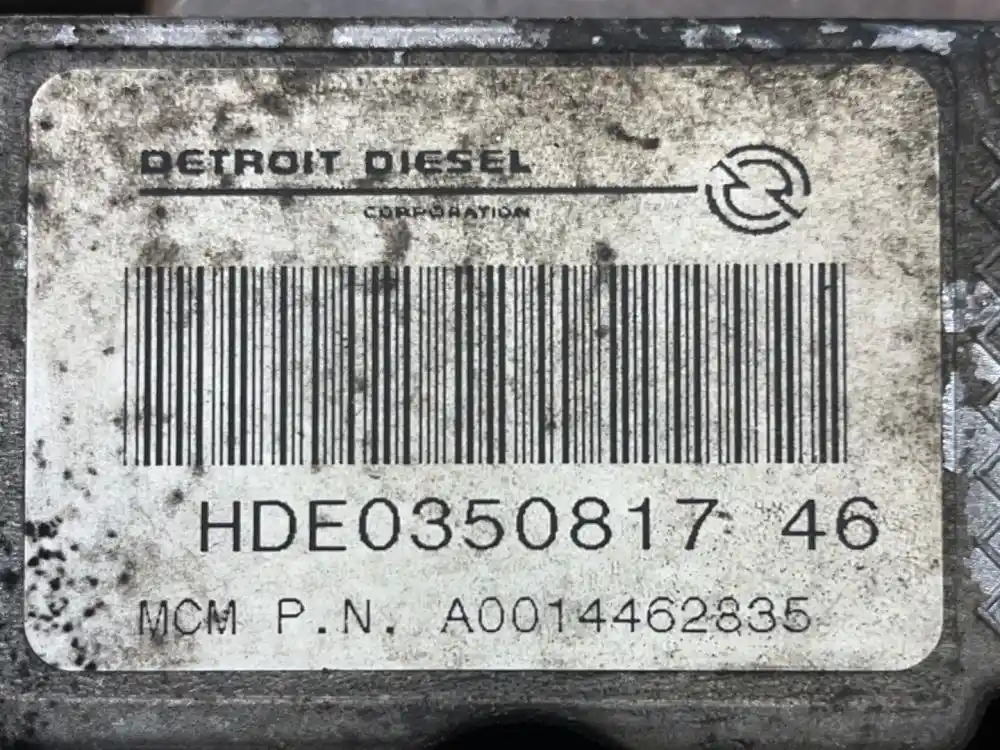 DETROIT DIESEL
CORPORATION
HDE0350817 46
MCM P.N. A0014462835